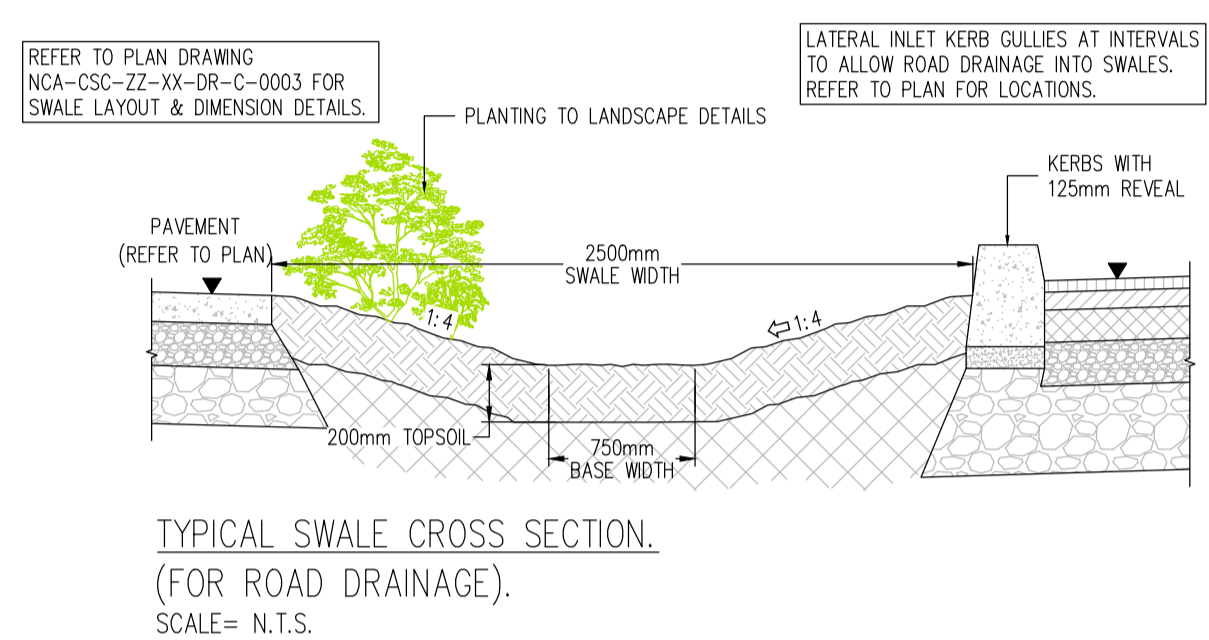 REFER TO PLAN DRAWING
NCA-CSC-ZZ-XX-DR-C-0003 FOR
SWALE LAYOUT & DIMENSION DETAILS.
LATERAL INLET KERB GULLIES AT INTERVALS
TO ALLOW ROAD DRAINAGE INTO SWALES.
REFER TO PLAN FOR LOCATIONS.
PLANTING TO LANDSCAPE DETAILS
KERBS WITH
125mm REVEAL
PAVEMENT
(REFER TO PLAN)
2500mm
SWALE WIDTH
1:4
1:4
200mm TOPSOIL
750mm
BASE WIDTH
TYPICAL SWALE CROSS SECTION.
(FOR ROAD DRAINAGE).
SCALE= N.T.S.